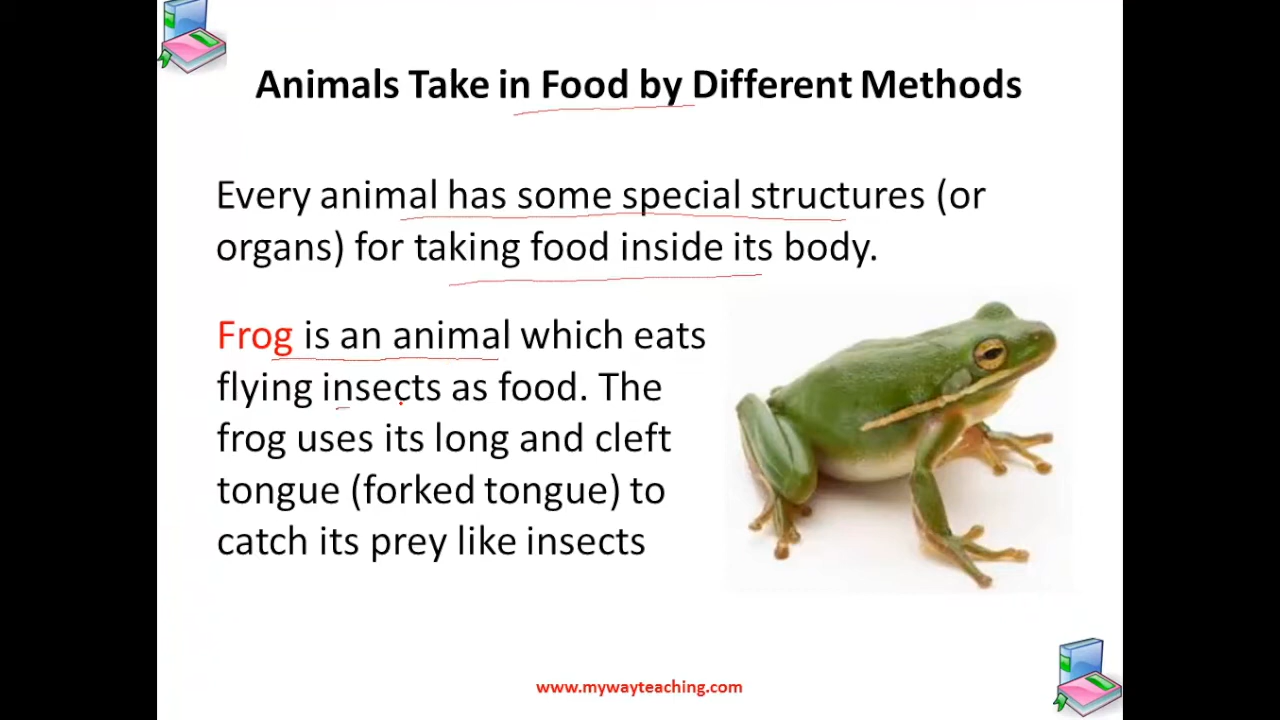 Animals Take in Food by Different Methods
Every animal has some special structures (or
organs) for taking food inside its body.
Frog is an animal which eats
flying insects as food. The
frog uses its long and cleft
tongue (forked tongue) to
catch its prey like insects
www.mywayteaching.com